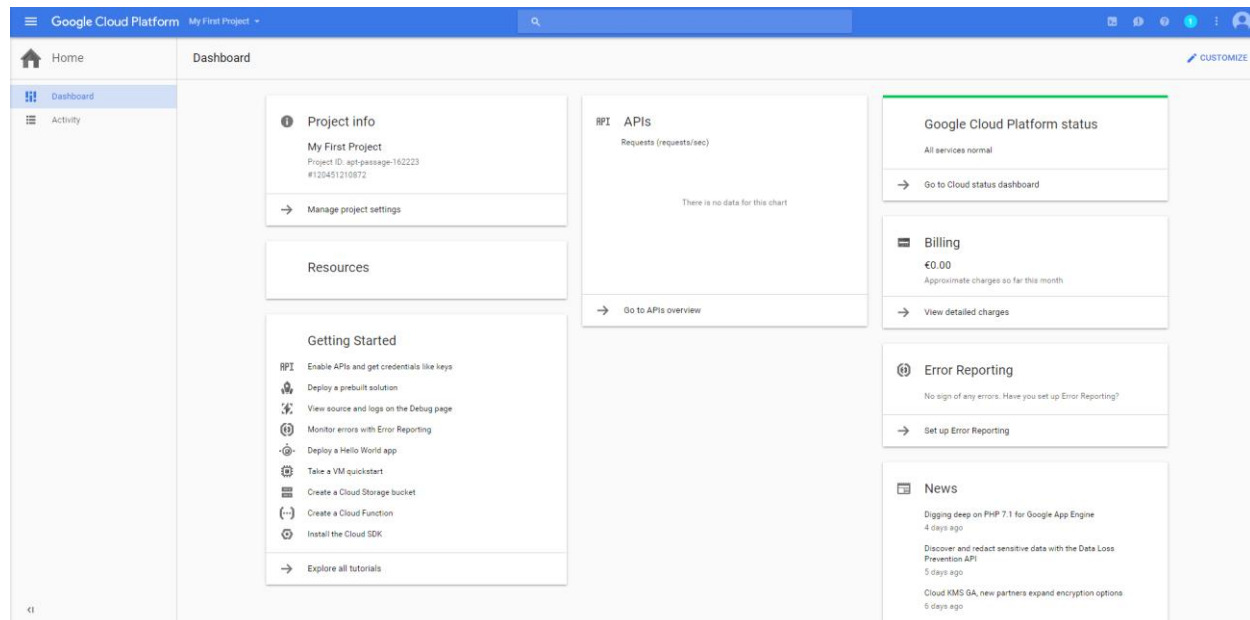 Google Cloud Platform My First Project
1
Home
Dashboard
CUSTOMIZE
Dashboard
Activity
Project info
My First Project
Project ID: apt-passage-162223
#120451210872
Manage project settings
Resources
Getting Started
API Enable APIs and get credentials like keys
Deploy a prebuilt solution
View source and logs on the Debug page
Monitor errors with Error Reporting
Deploy a Hello World app
Take a VM quickstart
Create a Cloud Storage bucket
Create a Cloud Function
Install the Cloud SDK
Explore all tutorials
API APIs
Requests (requests/sec)
There is no data for this chart
Go to APIs overview
Google Cloud Platform status
All services normal
Go to Cloud status dashboard
Billing
€0.00
Approximate charges so far this month
View detailed charges
Error Reporting
No sign of any errors. Have you set up Error Reporting?
Set up Error Reporting
News
Digging deep on PHP 7.1 for Google App Engine
4 days ago
Discover and redact sensitive data with the Data Loss
Prevention API
5 days ago
Cloud KMS GA, new partners expand encryption options
6 days ago